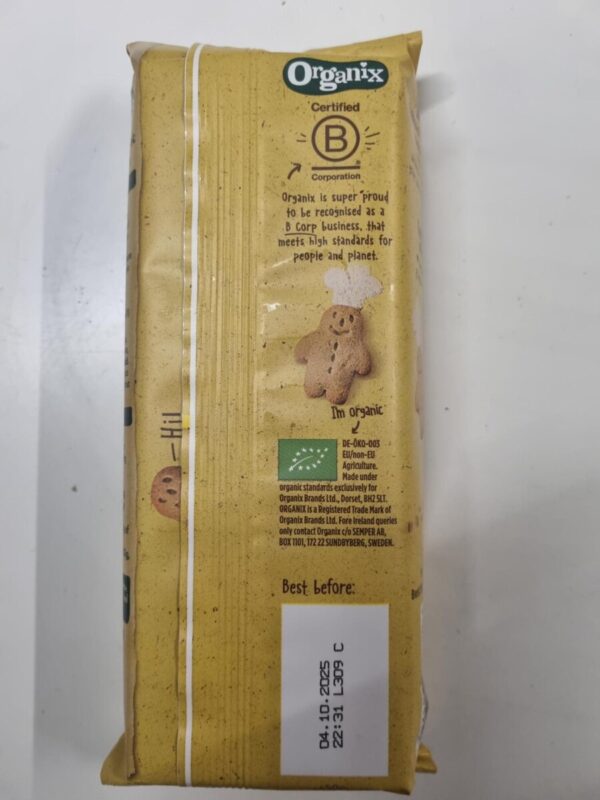 Organix
Certified
B
Corporation
Organix is super proud
to be recognised as a
B Corp business, that
meets high standards for
people and planet.
I'm organic
DE-ÖKO-003
EU/non-EU
Agriculture.
Made under
organic standards exclusively for
Organix Brands Ltd., Dorset, BH2 5LT.
ORGANIX is a Registered Trade Mark of
Organix Brands Ltd. Fore Ireland queries
only contact Organix c/o SEMPER AB,
BOX 1101, 172 22 SUNDBYBERG, SWEDEN.
Hi!
Best before:
04.10.2025
22:31 L309 C